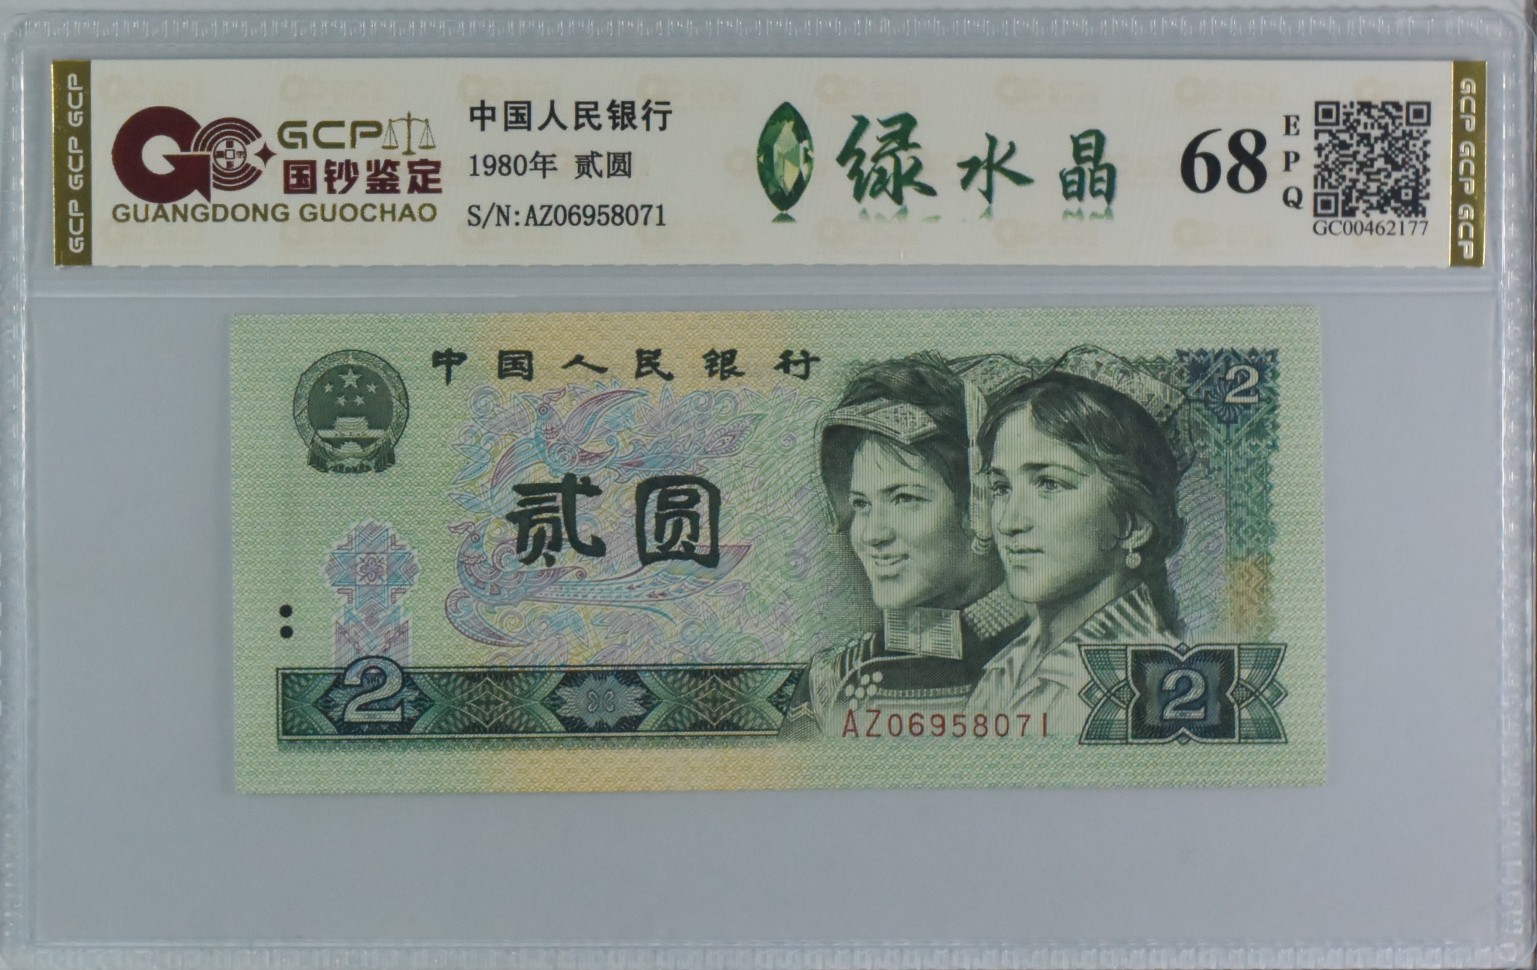 GCP GCP GCP
GCP
国钞鉴定
GUANGDONG GUOCHAO
中国人民银行
1980年 贰圆
S/N:AZ06958071
绿水晶
68
EPQ
GC00462177
GCP GCP GCP
中国人民银行
2
贰圆
2
AZ06958071
2